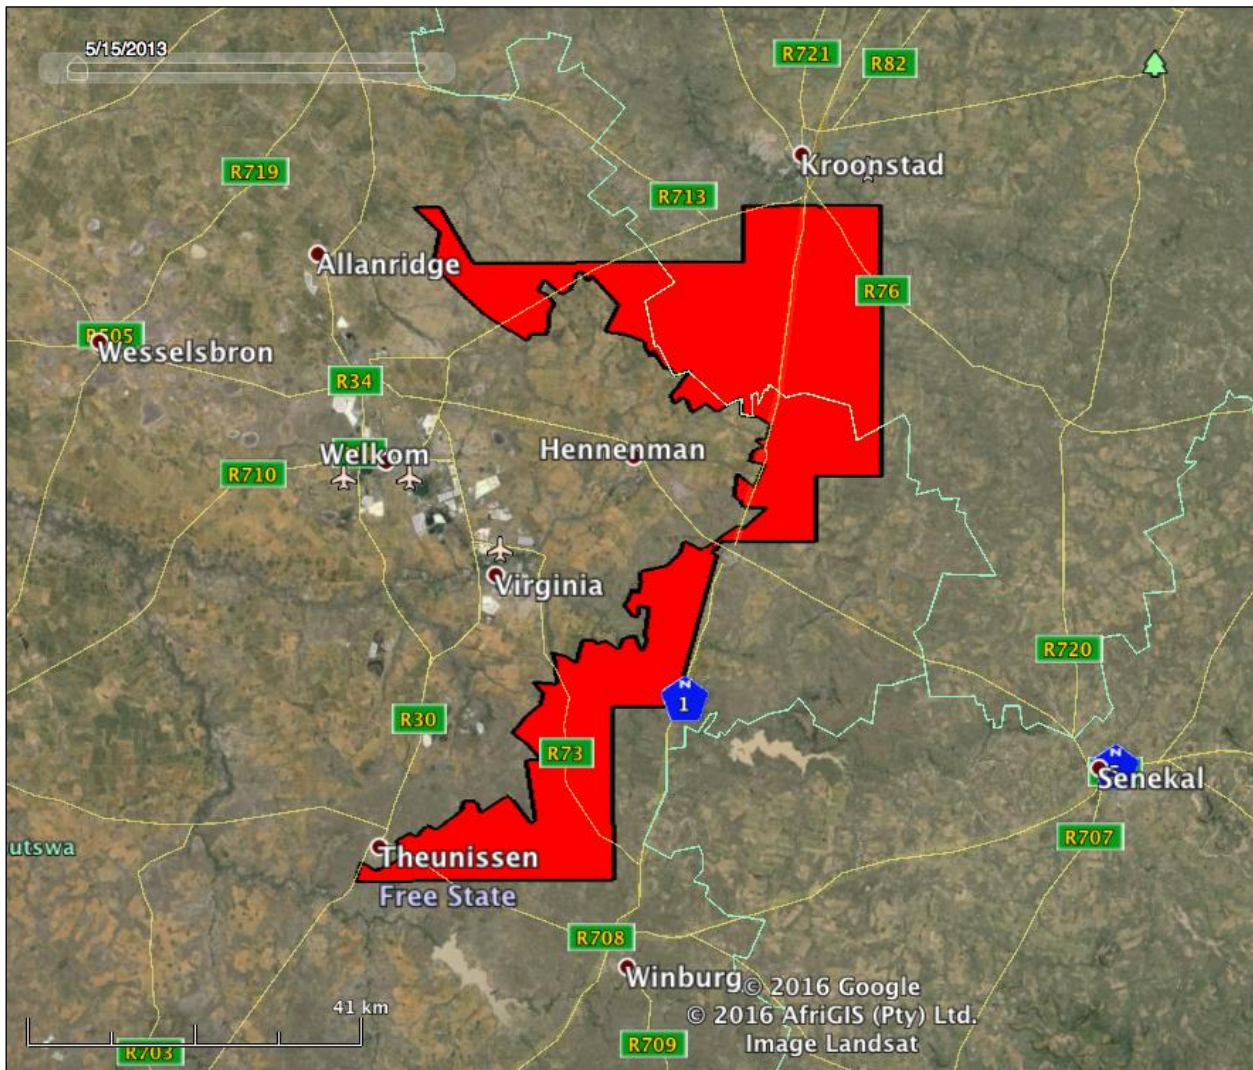 5/15/2013
R721
R82
Kroonstad
R719
R713
Allanridge
R76
R505
Wesselsbron
R34
Welkom
Hennenman
R710
Virginia
R720
N
1
R30
R73
N
Senekal
R707
utswa
Theunissen
Free State
R708
Winburg
© 2016 Google
41 km
© 2016 AfriGIS (Pty) Ltd.
R703
R709
Image Landsat